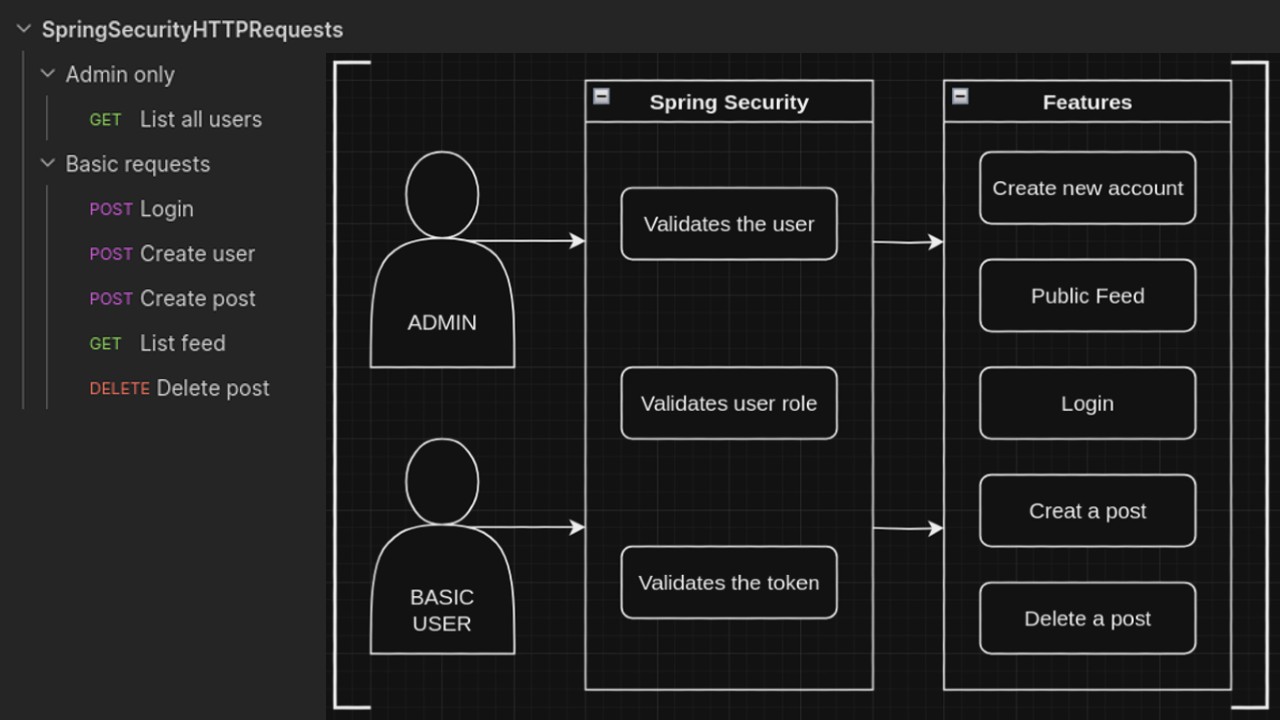 SpringSecurityHTTPRequests
Admin only
GET List all users
Basic requests
POST Login
POST Create user
POST Create post
GET List feed
DELETE Delete post
ADMIN
BASIC
USER
Spring Security
Validates the user
Validates user role
Validates the token
Features
Create new account
Public Feed
Login
Creat a post
Delete a post